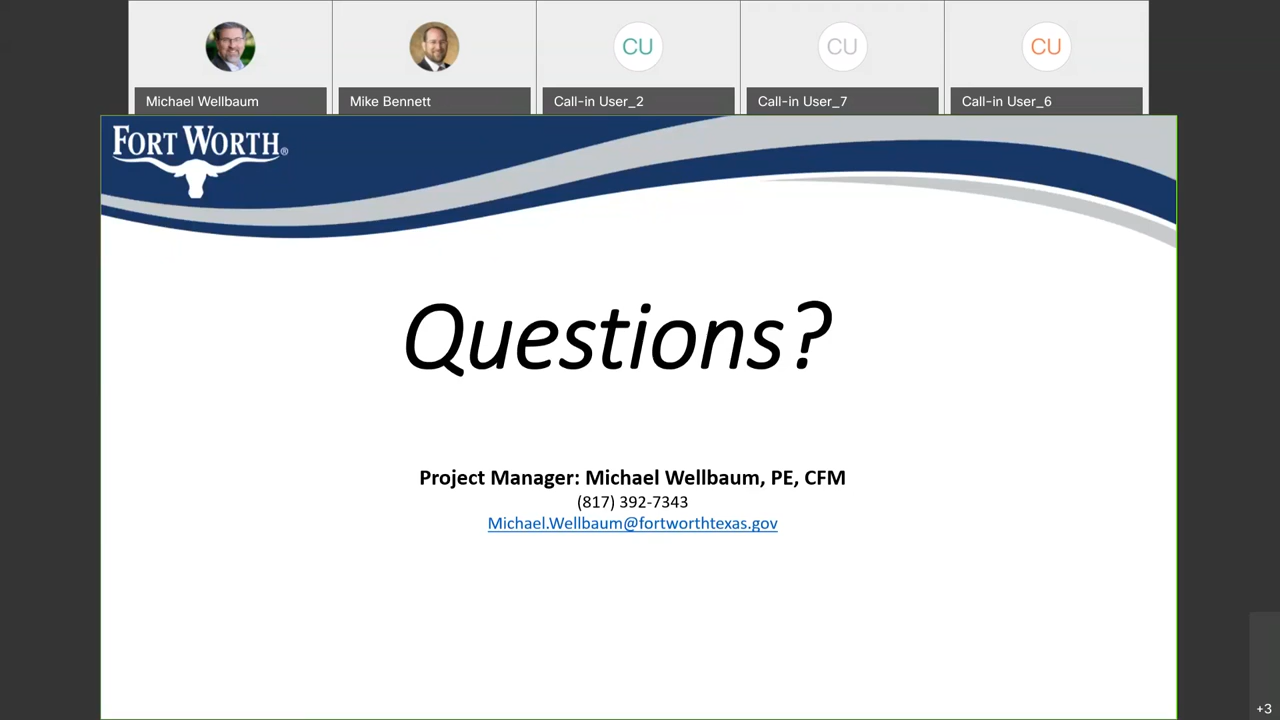 CU
CU
CU
Michael Wellbaum
Mike Bennett
Call-in User_2
Call-in User_7
Call-in User_6
FORT WORTH®
Questions?
Project Manager: Michael Wellbaum, PE, CFM
(817) 392-7343
Michael.Wellbaum@fortworthtexas.gov
+3